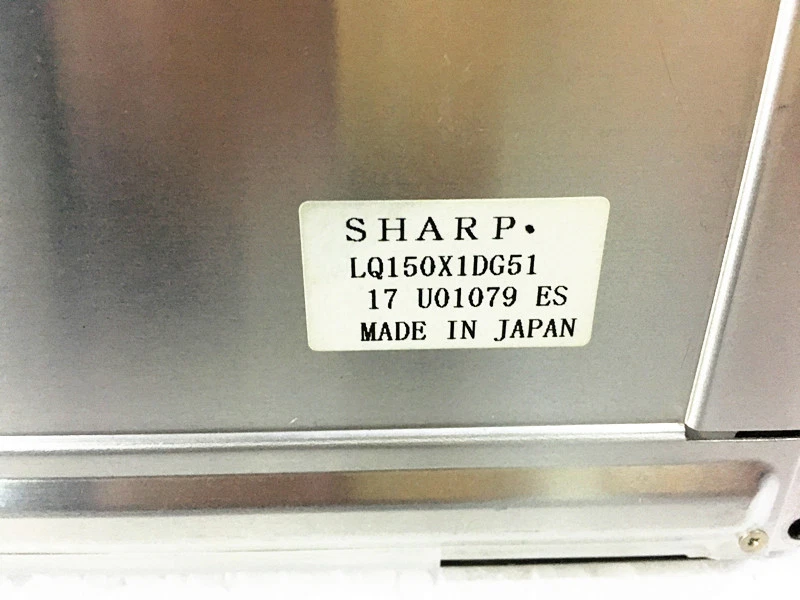 SHARP•
LQ150X1DG51
17 U01079 ES
MADE IN JAPAN